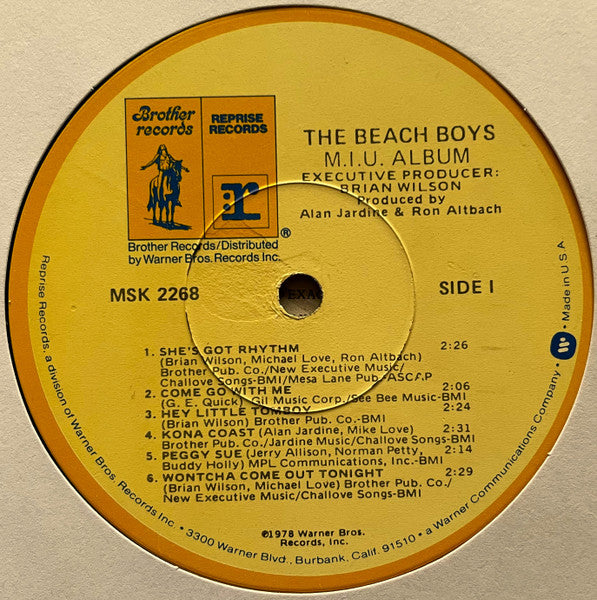 Brother
records
REPRISE
RECORDS
r
®
Brother Records/Distributed
by Warner Bros. Records Inc.
THE BEACH BOYS
M.I.U. ALBUM
EXECUTIVE PRODUCER:
BRIAN WILSON
Produced by
Alan Jardine & Ron Altbach
MSK 2268
SIDE I
1. SHE'S GOT RHYTHM 2:26
(Brian Wilson, Michael Love, Ron Altbach)
Brother Pub. Co./New Executive Music/
Challove Songs-BMI/Mesa Lane Pub./ASCAP
2. COME GO WITH ME 2:06
(G. E. Quick) Gil Music Corp./See Bee Music-BMI
3. HEY LITTLE TOMBOY 2:24
(Brian Wilson) Brother Pub. Co.-BMI
4. KONA COAST (Alan Jardine, Mike Love) 2:31
Brother Pub. Co./Jardine Music/Challove Songs-BMI
5. PEGGY SUE (Jerry Allison, Norman Petty, 2:14
Buddy Holly) MPL Communications, Inc.-BMI
6. WONTCHA COME OUT TONIGHT 2:29
(Brian Wilson, Michael Love) Brother Pub. Co./
New Executive Music/Challove Songs-BMI
℗1978 Warner Bros.
Records, Inc.
Reprise Records, a division of Warner Bros. Records Inc. • 3300 Warner Blvd., Burbank, Calif. 91510 • a Warner Communications Company • W • Made in U.S.A.